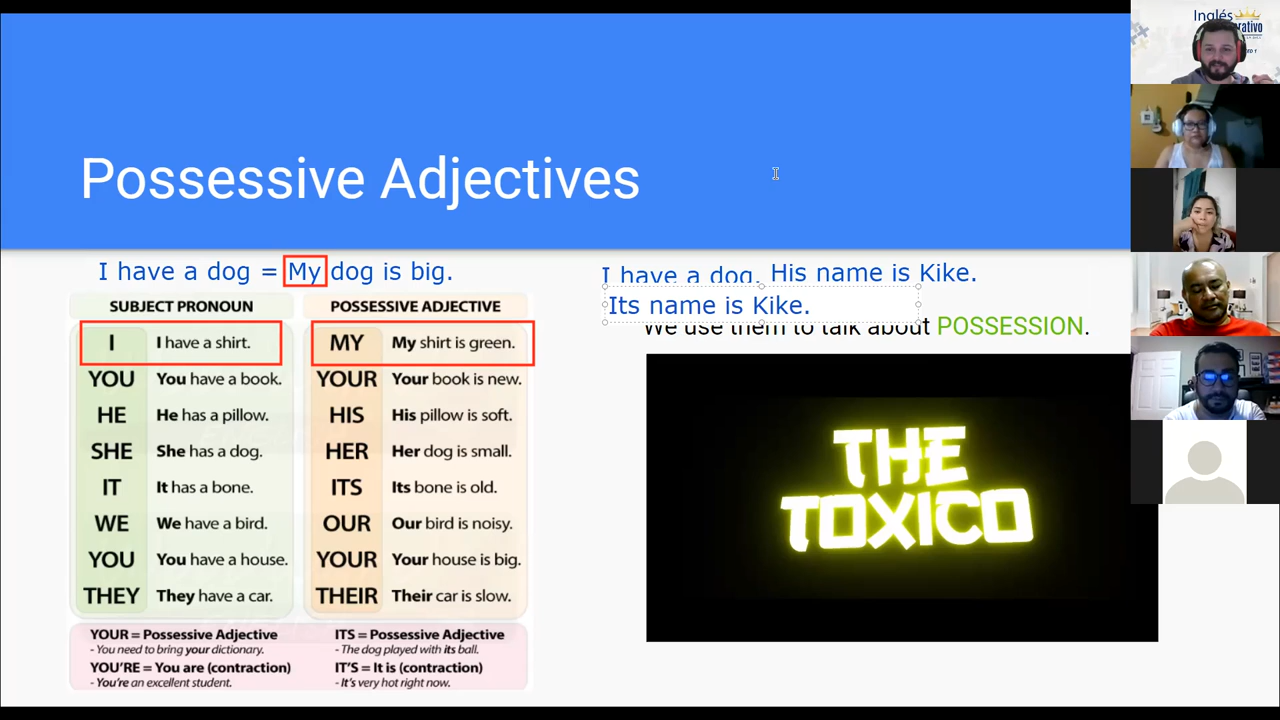 Possessive Adjectives
I have a dog = My dog is big.
SUBJECT PRONOUN
POSSESSIVE ADJECTIVE
I I have a shirt.
MY My shirt is green.
YOU You have a book.
YOUR Your book is new.
HE He has a pillow.
HIS His pillow is soft.
SHE She has a dog.
HER Her dog is small.
IT It has a bone.
ITS Its bone is old.
WE We have a bird.
OUR Our bird is noisy.
YOU You have a house.
YOUR Your house is big.
THEY They have a car.
THEIR Their car is slow.
YOUR = Possessive Adjective
- You need to bring your dictionary.
YOU'RE = You are (contraction)
- You're an excellent student.
ITS = Possessive Adjective
- The dog played with its ball.
IT'S = It is (contraction)
- It's very hot right now.
I have a dog. His name is Kike.
Its name is Kike.
We use them to talk about POSSESSION.
THE
TOXICO
Inglés